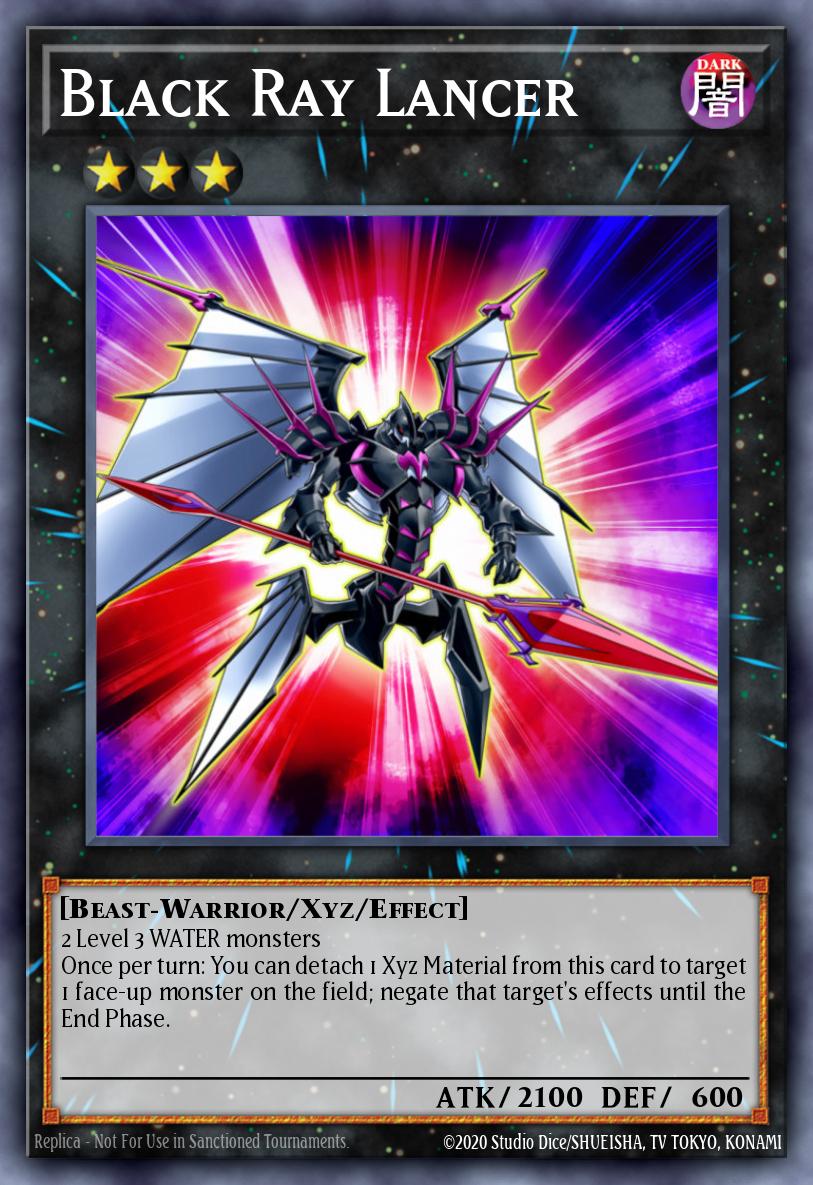 Black Ray Lancer
DARK
闇
[Beast-Warrior/Xyz/Effect]
2 Level 3 WATER monsters
Once per turn: You can detach 1 Xyz Material from this card to target
1 face-up monster on the field; negate that target's effects until the
End Phase.
ATK/ 2100 DEF/ 600
Replica - Not For Use in Sanctioned Tournaments.
©2020 Studio Dice/SHUEISHA, TV TOKYO, KONAMI